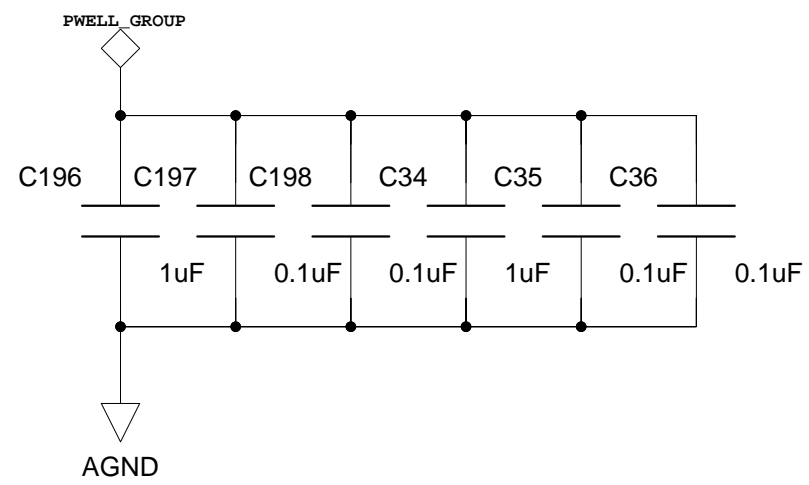 PWELL_GROUP
C196 C197 C198 C34 C35 C36
1uF 0.1uF 0.1uF 1uF 0.1uF 0.1uF
AGND